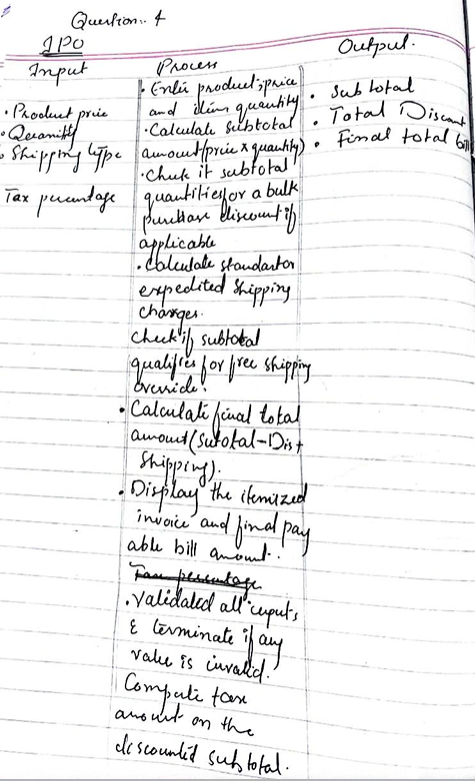 Question: 4
IPO
Input
• Product price
• Quantity
• Shipping type
Tax percentage
Process
• Enter product price
and item quantity
• Calculate subtotal
amount (price x quantity)
• Check if subtotal
quantities for a bulk
purchase discount if
applicable
• Calculate standard or
expedited shipping
charges.
check if subtotal
qualifies for free shipping
override.
• Calculate final total
amount (subtotal - Dis +
Shipping).
• Display the itemized
invoice and final pay
able bill amount.
Tax percentage
• Validated all inputs
& terminate if any
value is invalid.
Compute tax
amount on the
discounted subtotal.
Output.
• Sub total
• Total Discount
• Final total bill